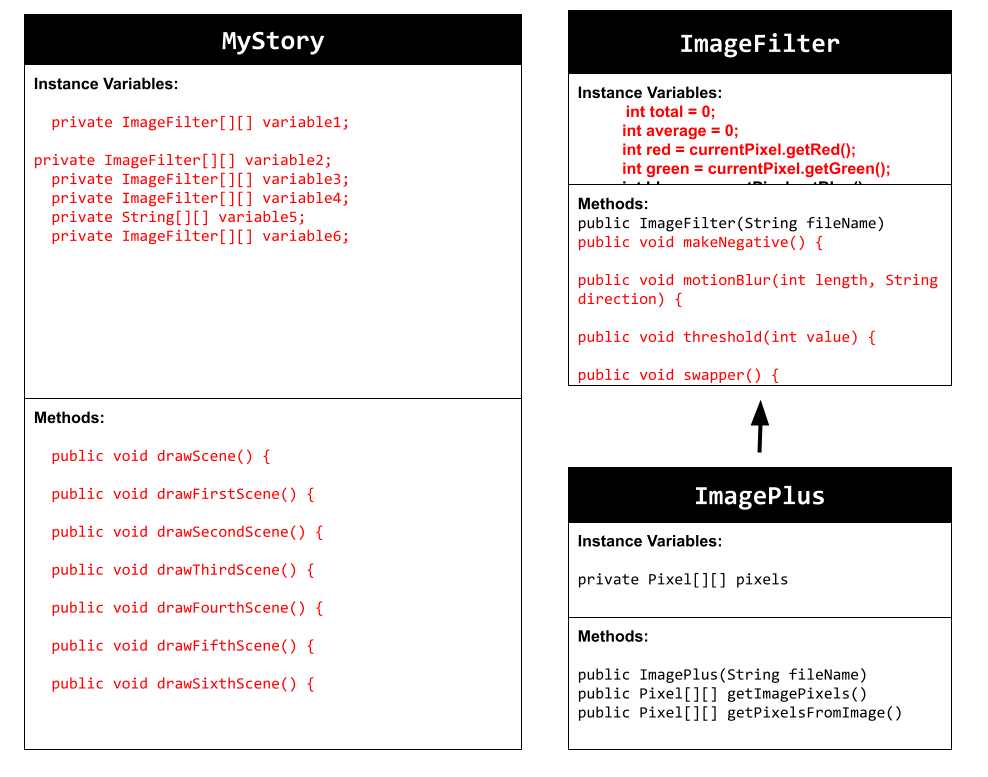 MyStory
Instance Variables:
private ImageFilter[][] variable1;
private ImageFilter[][] variable2;
private ImageFilter[][] variable3;
private ImageFilter[][] variable4;
private String[][] variable5;
private ImageFilter[][] variable6;
Methods:
public void drawScene() {
public void drawFirstScene() {
public void drawSecondScene() {
public void drawThirdScene() {
public void drawFourthScene() {
public void drawFifthScene() {
public void drawSixthScene() {
ImageFilter
Instance Variables:
int total = 0;
int average = 0;
int red = currentPixel.getRed();
int green = currentPixel.getGreen();
Methods:
public ImageFilter(String fileName)
public void makeNegative() {
public void motionBlur(int length, String
direction) {
public void threshold(int value) {
public void swapper() {
ImagePlus
Instance Variables:
private Pixel[][] pixels
Methods:
public ImagePlus(String fileName)
public Pixel[][] getImagePixels()
public Pixel[][] getPixelsFromImage()